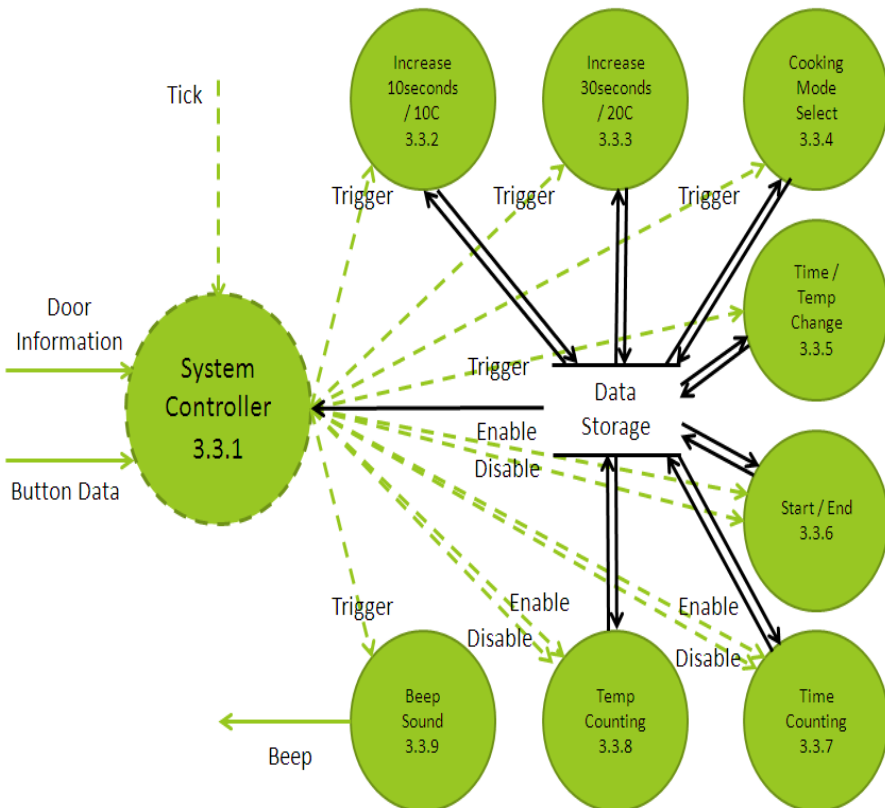 Increase
10seconds
/ 10C
3.3.2
Increase
30seconds
/ 20C
3.3.3
Cooking
Mode
Select
3.3.4
Tick
Trigger
Trigger
Trigger
Door
Information
Time /
Temp
Change
3.3.5
System
Controller
3.3.1
Trigger
Data
Storage
Enable
Disable
Button Data
Start / End
3.3.6
Trigger
Enable
Disable
Enable
Disable
Beep
Sound
3.3.9
Temp
Counting
3.3.8
Time
Counting
3.3.7
Beep